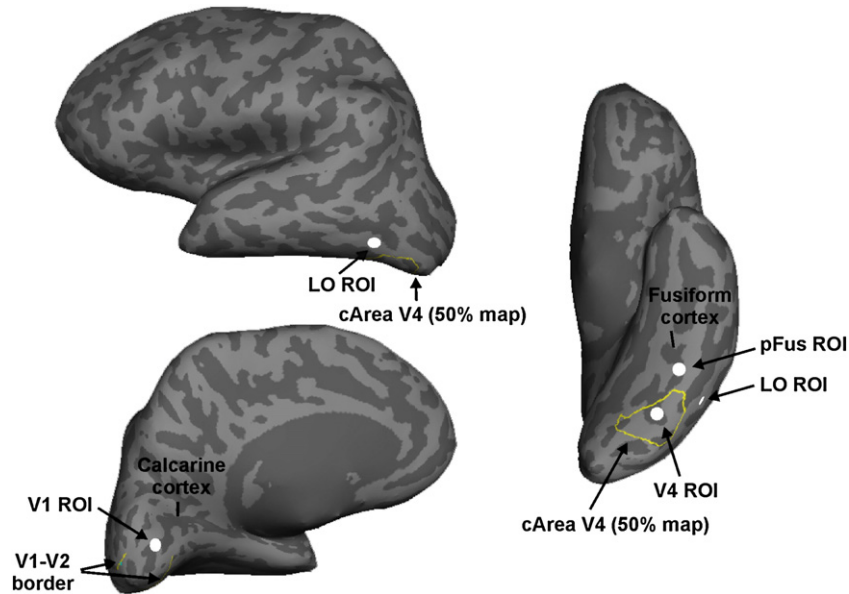 LO ROI
cArea V4 (50% map)
Calcarine
cortex
V1 ROI
V1-V2
border
Fusiform
cortex
pFus ROI
LO ROI
V4 ROI
cArea V4 (50% map)